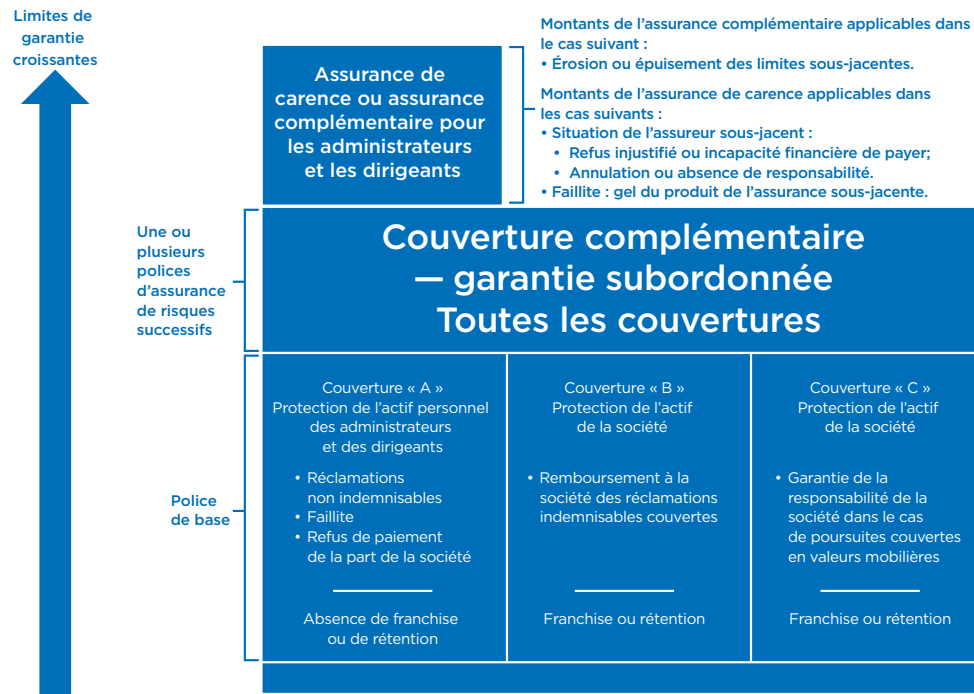 Limites de
garantie
croissantes
Assurance de
carence ou assurance
complémentaire pour
les administrateurs
et les dirigeants
Montants de l'assurance complémentaire applicables dans
le cas suivant :
• Érosion ou épuisement des limites sous-jacentes.
Montants de l'assurance de carence applicables dans
les cas suivants :
• Situation de l'assureur sous-jacent :
• Refus injustifié ou incapacité financière de payer;
• Annulation ou absence de responsabilité.
• Faillite : gel du produit de l'assurance sous-jacente.
Une ou
plusieurs
polices
d'assurance
de risques
successifs
Couverture complémentaire
— garantie subordonnée
Toutes les couvertures
Police
de base
Couverture « A »
Protection de l'actif personnel
des administrateurs
et des dirigeants
• Réclamations
non indemnisables
• Faillite
• Refus de paiement
de la part de la société
Absence de franchise
ou de rétention
Couverture « B »
Protection de l'actif
de la société
• Remboursement à la
société des réclamations
indemnisables couvertes
Franchise ou rétention
Couverture « C »
Protection de l'actif
de la société
• Garantie de la
responsabilité de la
société dans le cas
de poursuites couvertes
en valeurs mobilières
Franchise ou rétention